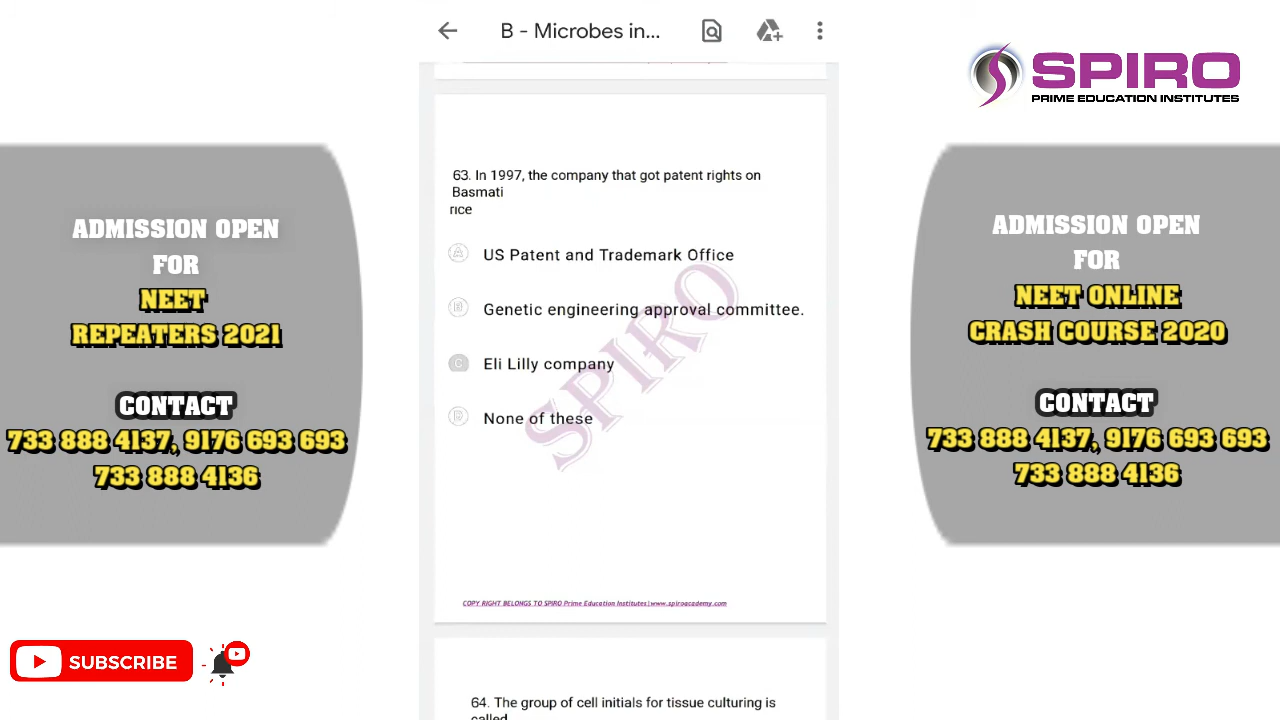 B - Microbes in...
SPIRO
PRIME EDUCATION INSTITUTES
ADMISSION OPEN
FOR
NEET
REPEATERS 2021
CONTACT
733 888 4137, 9176 693 693
733 888 4136
63. In 1997, the company that got patent rights on
Basmati
rice
A US Patent and Trademark Office
B Genetic engineering approval committee.
C Eli Lilly company
D None of these
SPIRO
COPY RIGHT BELONGS TO SPIRO Prime Education Institutes|www.spiroacademy.com
64. The group of cell initials for tissue culturing is
called
ADMISSION OPEN
FOR
NEET ONLINE
CRASH COURSE 2020
CONTACT
733 888 4137, 9176 693 693
733 888 4136
SUBSCRIBE